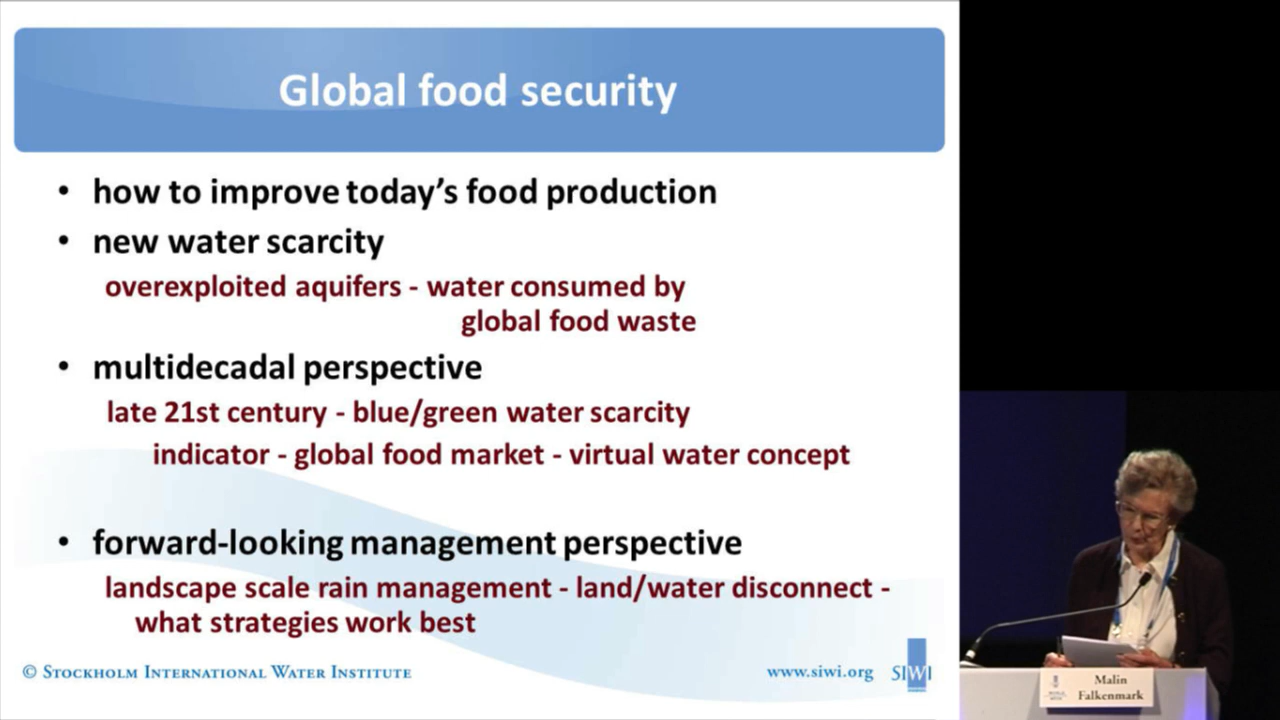 Global food security
• how to improve today's food production
• new water scarcity
overexploited aquifers - water consumed by
global food waste
• multidecadal perspective
late 21st century - blue/green water scarcity
indicator - global food market - virtual water concept
• forward-looking management perspective
landscape scale rain management - land/water disconnect -
what strategies work best
© STOCKHOLM INTERNATIONAL WATER INSTITUTE
www.siwi.org
SIWI
Malin
Falkenmark